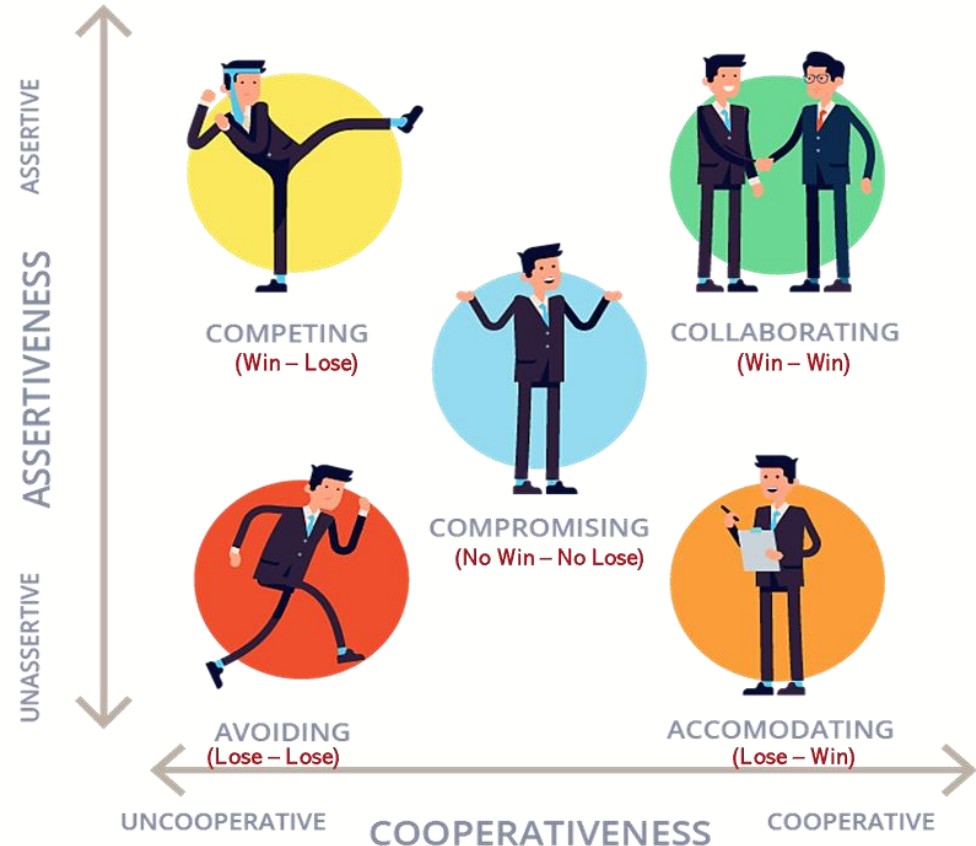 ASSERTIVE
ASSERTIVENESS
UNASSERTIVE
COMPETING
(Win – Lose)
COLLABORATING
(Win – Win)
COMPROMISING
(No Win – No Lose)
AVOIDING
(Lose – Lose)
ACCOMODATING
(Lose – Win)
UNCOOPERATIVE
COOPERATIVENESS
COOPERATIVE